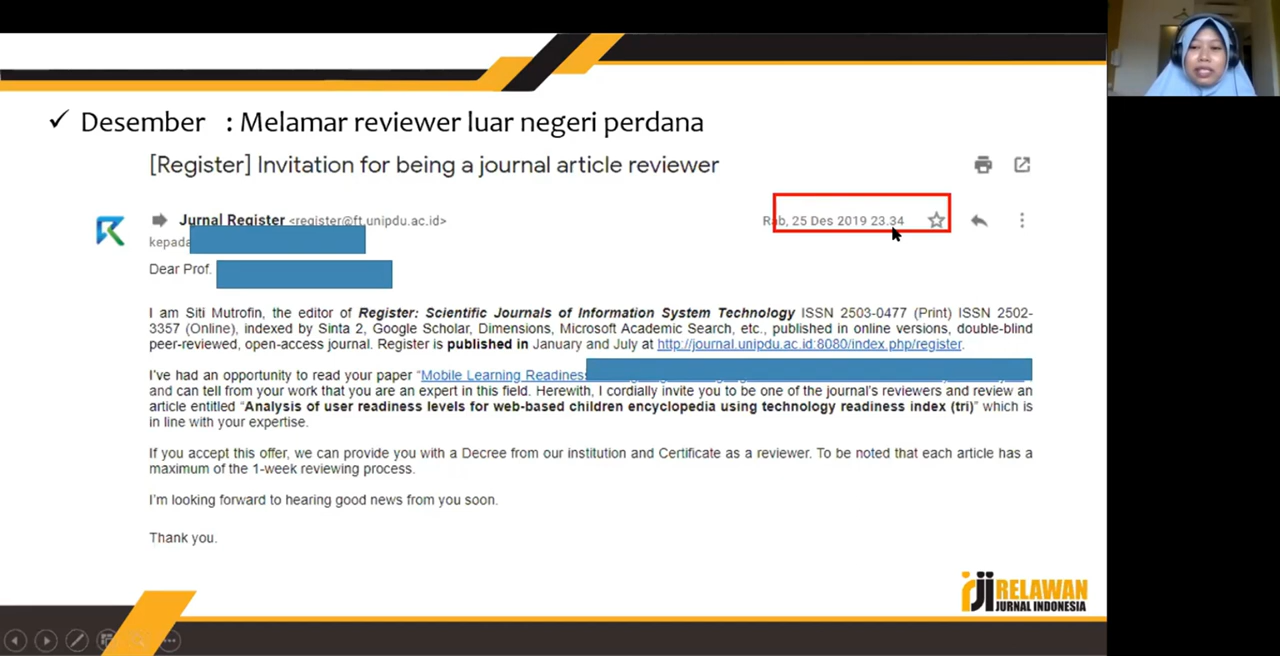 ✓ Desember : Melamar reviewer luar negeri perdana
[Register] Invitation for being a journal article reviewer
Jurnal Register <register@ft.unipdu.ac.id>
Rab, 25 Des 2019 23.34
kepada
Dear Prof.
I am Siti Mutrofin, the editor of Register: Scientific Journals of Information System Technology ISSN 2503-0477 (Print) ISSN 2502-
3357 (Online), indexed by Sinta 2, Google Scholar, Dimensions, Microsoft Academic Search, etc., published in online versions, double-blind
peer-reviewed, open-access journal. Register is published in January and July at http://journal.unipdu.ac.id:8080/index.php/register.
I've had an opportunity to read your paper “Mobile Learning Readiness
and can tell from your work that you are an expert in this field. Herewith, I cordially invite you to be one of the journal's reviewers and review an
article entitled “Analysis of user readiness levels for web-based children encyclopedia using technology readiness index (tri)” which is
in line with your expertise.
If you accept this offer, we can provide you with a Decree from our institution and Certificate as a reviewer. To be noted that each article has a
maximum of the 1-week reviewing process.
I'm looking forward to hearing good news from you soon.
Thank you.
rji RELAWAN
JURNAL INDONESIA